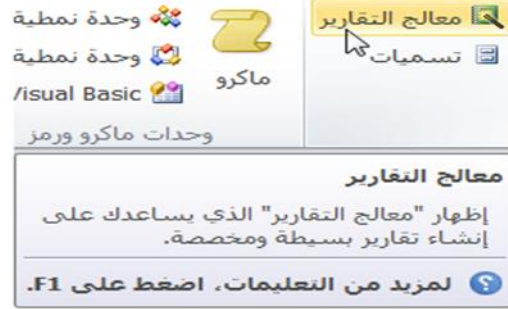 معالج التقارير
تسميات
ماكرو
وحدة نمطية
وحدة نمطية
Visual Basic
وحدات ماكرو ورمز
معالج التقارير
إظهار "معالج التقارير" الذي يساعدك على
إنشاء تقارير بسيطة ومخصصة.
لمزيد من التعليمات، اضغط على F1.